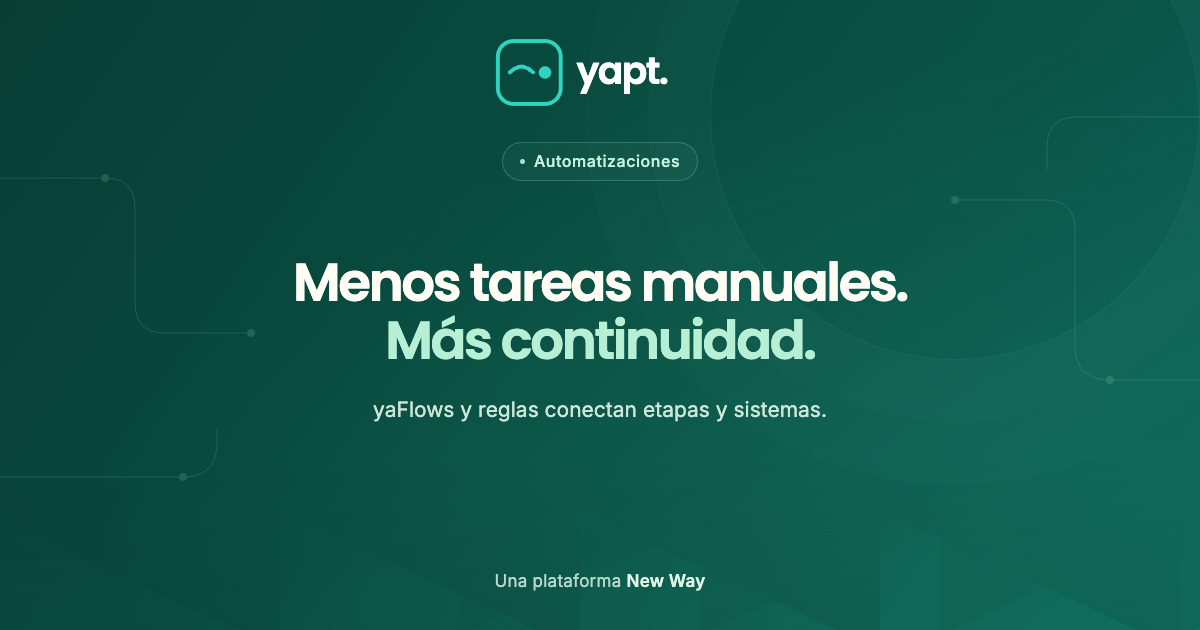 yapt.
• Automatizaciones
Menos tareas manuales.
Más continuidad.
yaFlows y reglas conectan etapas y sistemas.
Una plataforma New Way